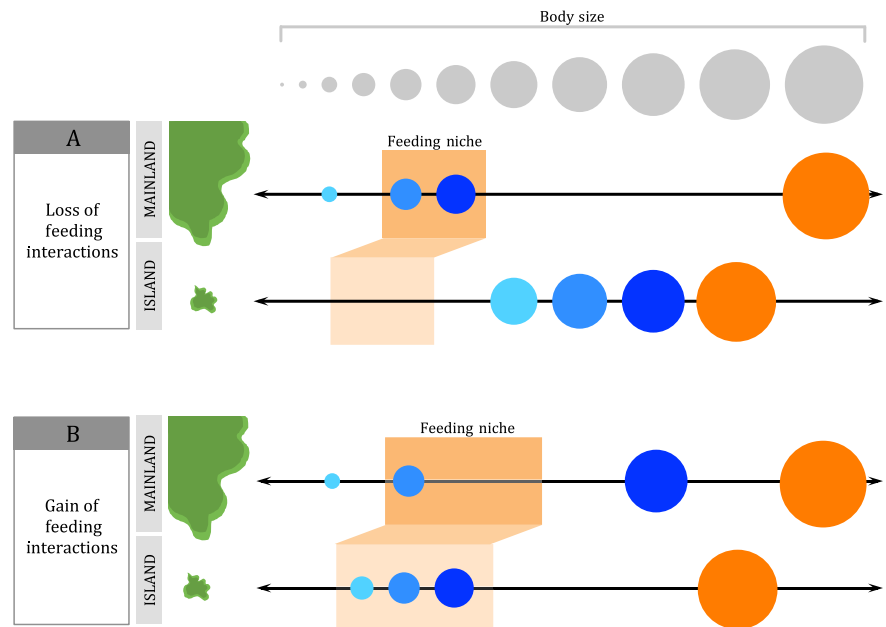 Body size
A
Loss of
feeding
interactions
MAINLAND
ISLAND
Feeding niche
B
Gain of
feeding
interactions
MAINLAND
ISLAND
Feeding niche